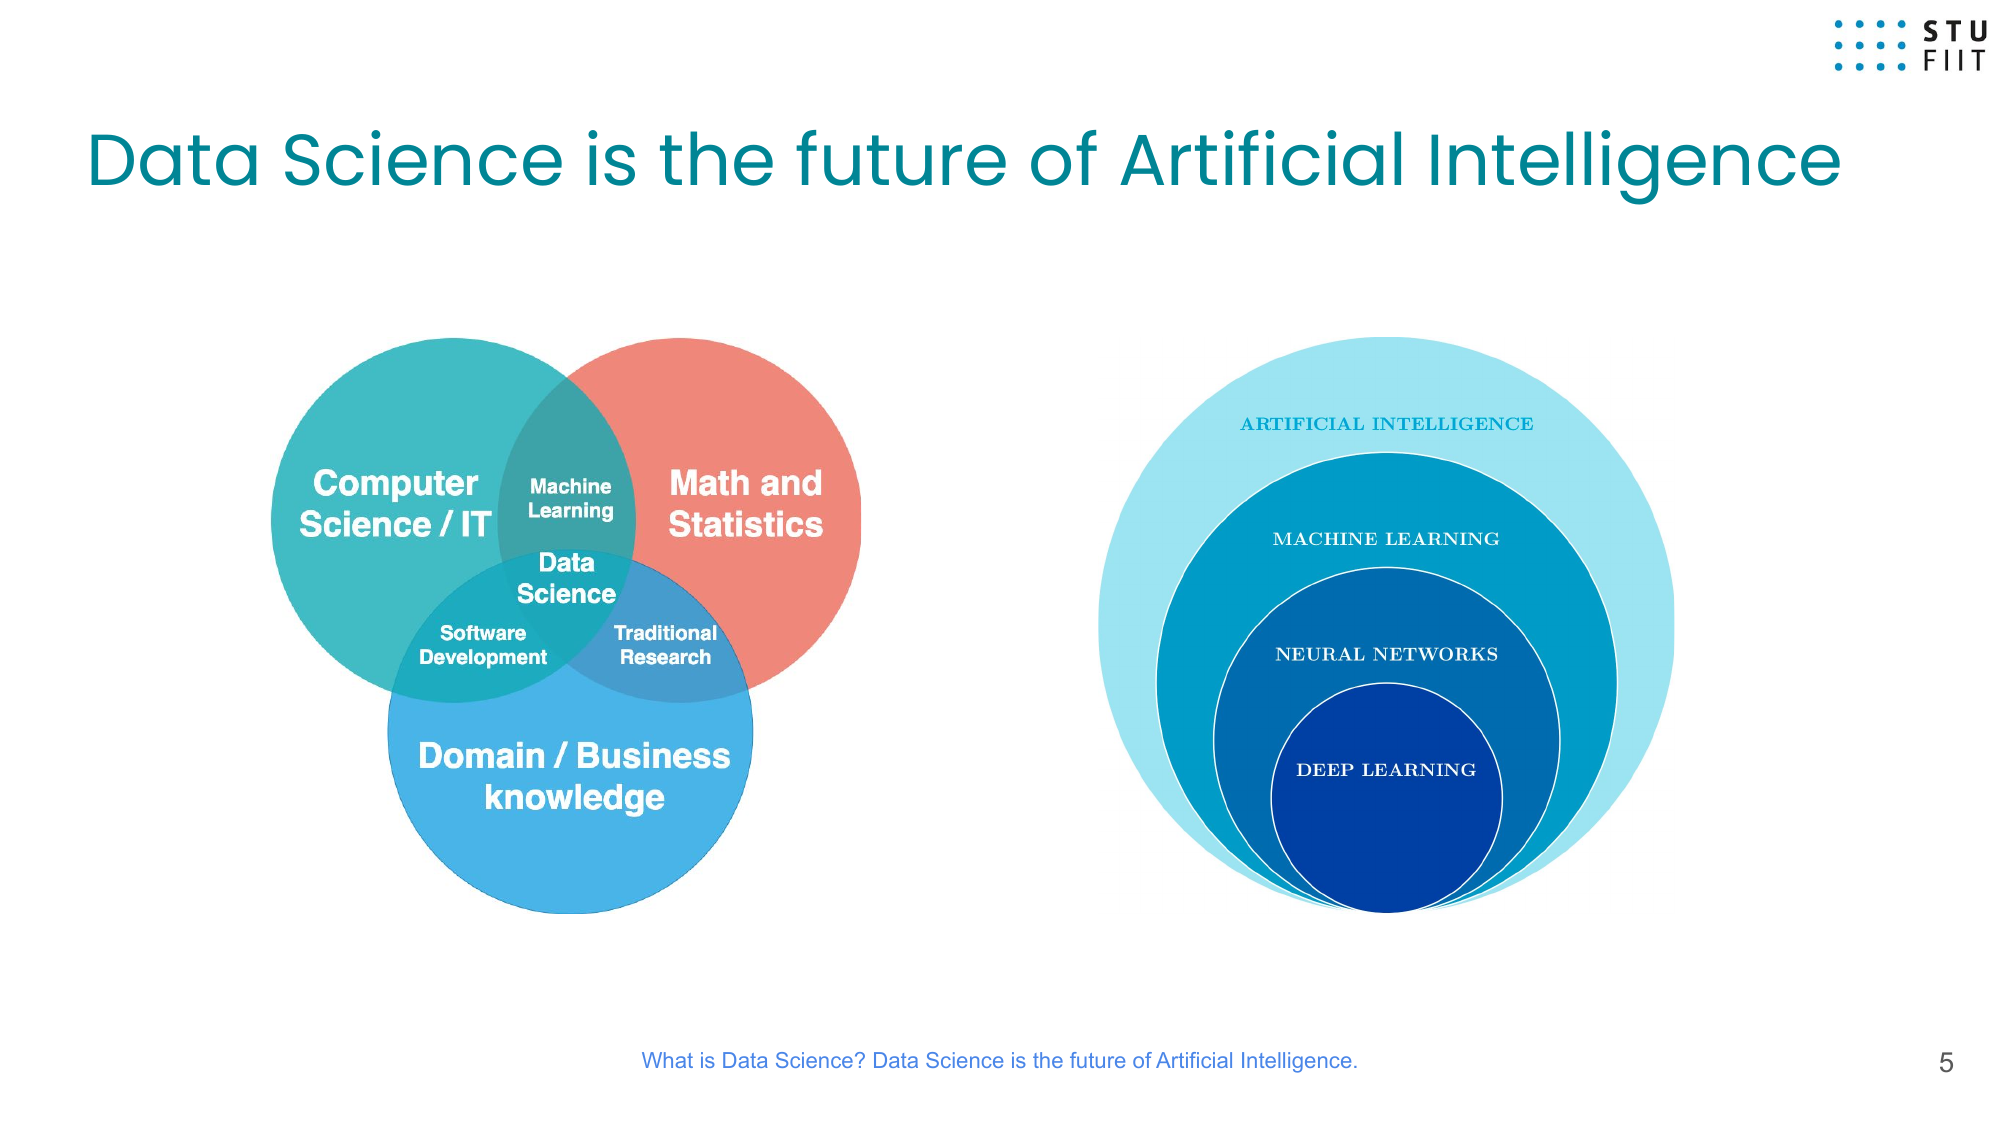 STU
FIIT
Data Science is the future of Artificial Intelligence
Computer
Science / IT
Machine
Learning
Math and
Statistics
Data
Science
Software
Development
Traditional
Research
Domain / Business
knowledge
ARTIFICIAL INTELLIGENCE
MACHINE LEARNING
NEURAL NETWORKS
DEEP LEARNING
What is Data Science? Data Science is the future of Artificial Intelligence.
5